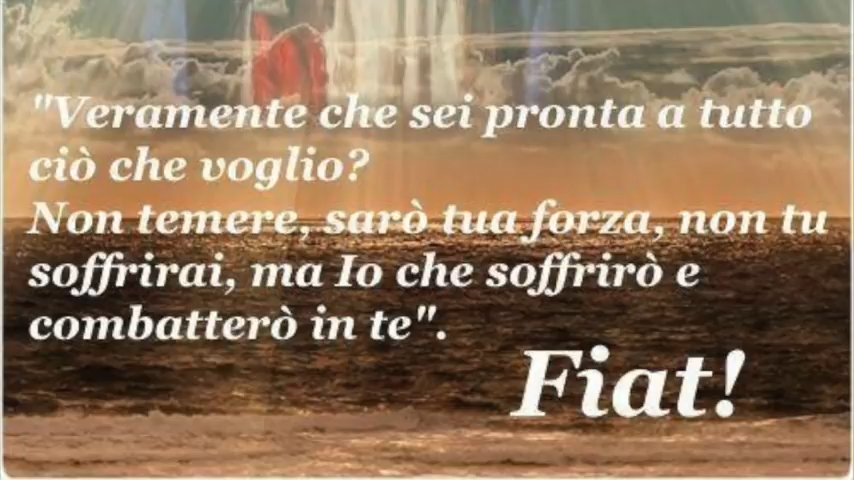 "Veramente che sei pronta a tutto
ciò che voglio?
Non temere, sarò tua forza, non tu
soffrirai, ma Io che soffrirò e
combatterò in te".
Fiat!